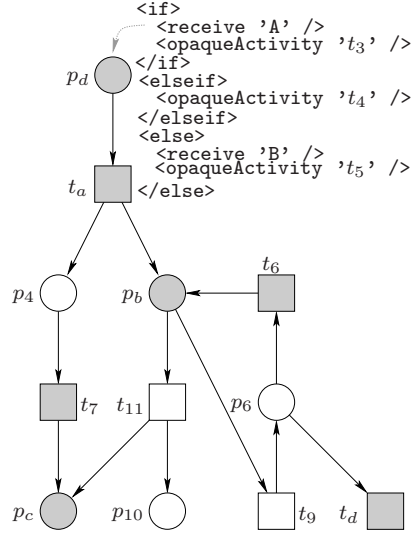 <if>
<receive 'A' />
<opaqueActivity 't3' />
</if>
<elseif>
<opaqueActivity 't4' />
</elseif>
<else>
<receive 'B' />
<opaqueActivity 't5' />
</else>
pd
ta
p4
pb
t6
t7
t11
p6
pc
p10
t9
td